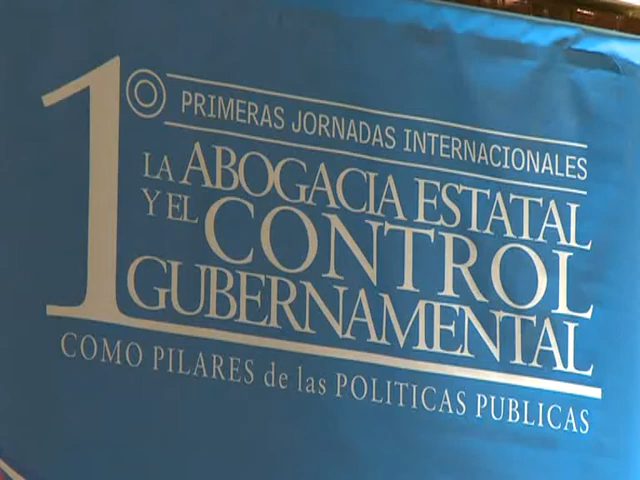 1°
PRIMERAS JORNADAS INTERNACIONALES
LA ABOGACIA ESTATAL
Y EL CONTROL
GUBERNAMENTAL
COMO PILARES de las POLITICAS PUBLICAS